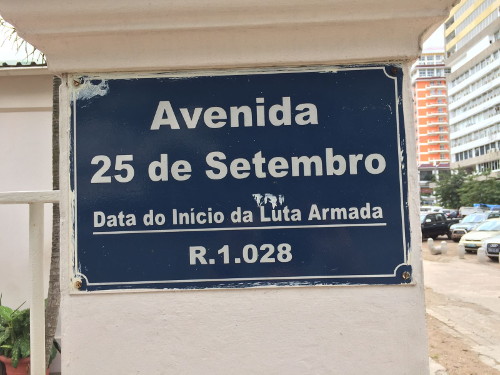 Avenida
25 de Setembro
Data do Início da Luta Armada
R.1.028